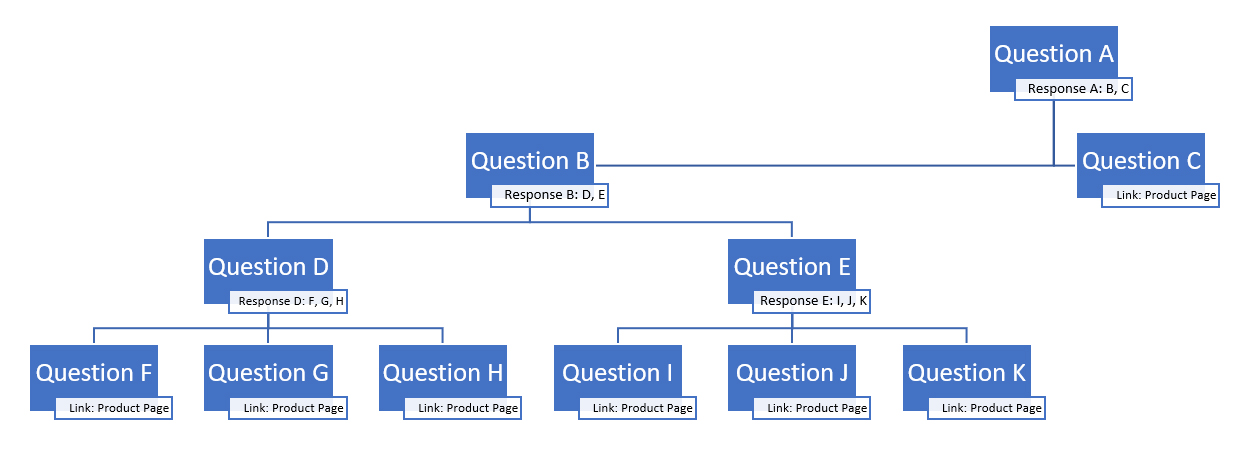 Question A
Response A: B, C
Question B
Response B: D, E
Question C
Link: Product Page
Question D
Response D: F, G, H
Question E
Response E: I, J, K
Question F
Link: Product Page
Question G
Link: Product Page
Question H
Link: Product Page
Question I
Link: Product Page
Question J
Link: Product Page
Question K
Link: Product Page